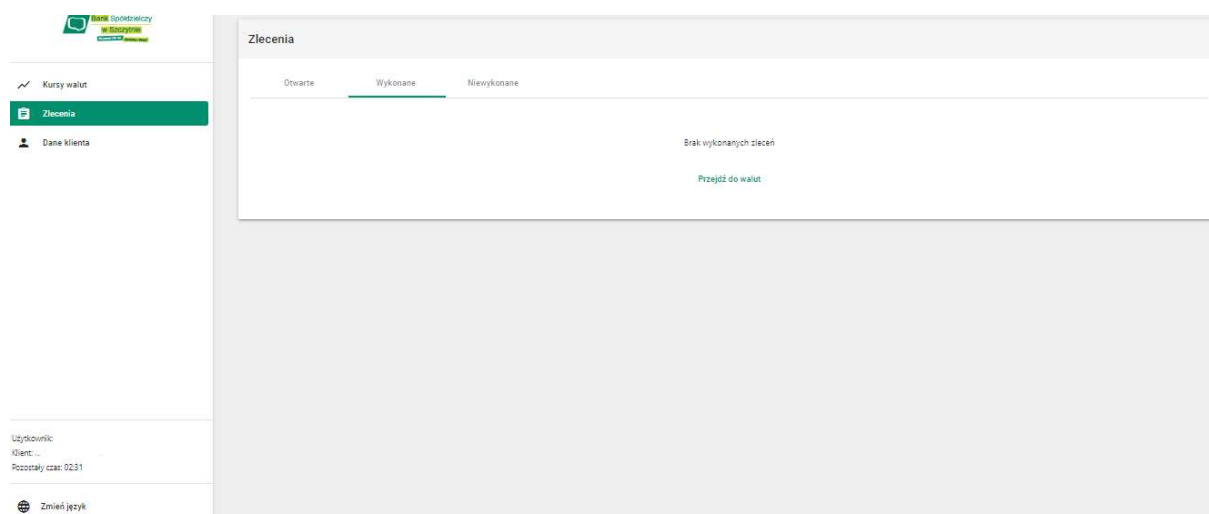 Bank Spółdzielczy
w Szczytnie
Kursy walut
Zlecenia
Dane klienta
Użytkownik:
Klient: ...
Pozostały czas: 02:31
Zmień język
Zlecenia
Otwarte Wykonane Niewykonane
Brak wykonanych zleceń
Przejdź do walut